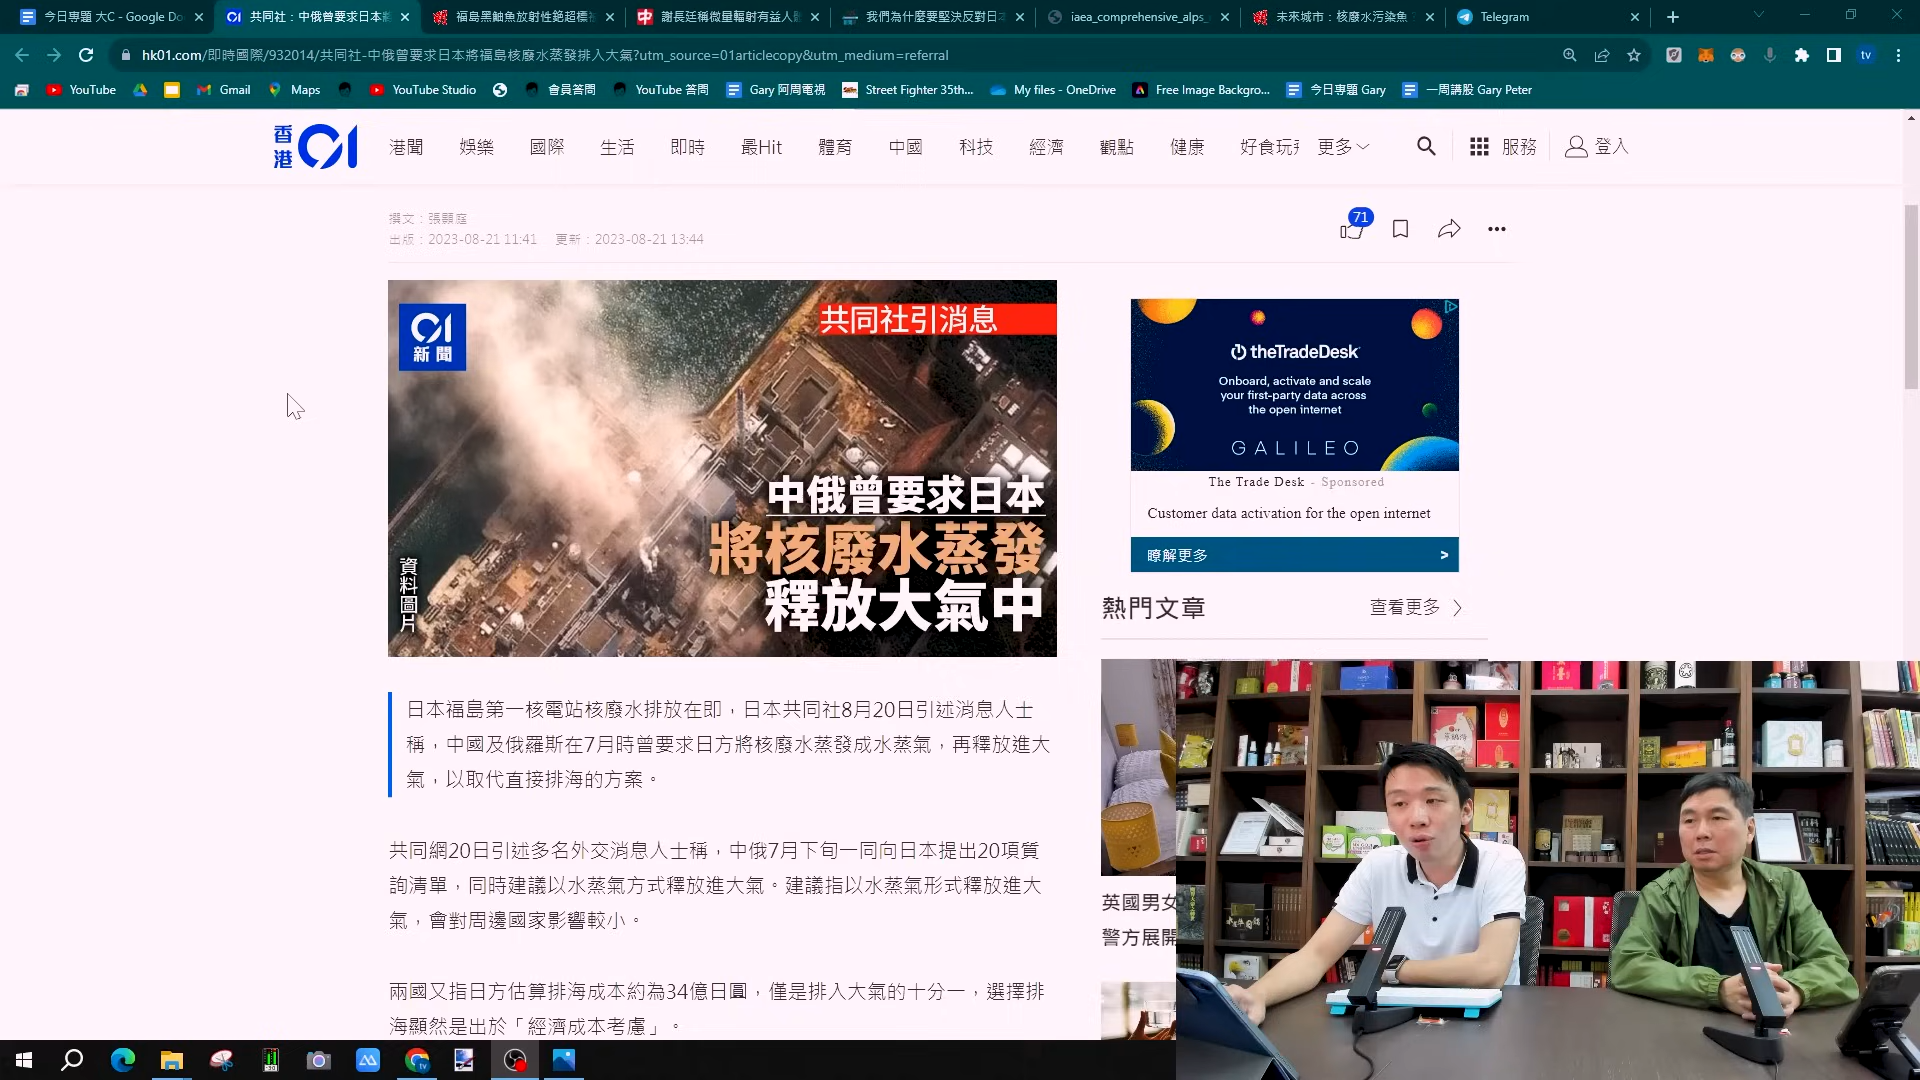 今日專題 大C - Google Do
共同社：中俄曾要求日本將
福島黑鮋魚放射性銫超標
謝長廷稱微量輻射有益人
我們為什麼要堅決反對日
iaea_comprehensive_alps_
未來城市：核廢水污染魚
Telegram
hk01.com/即時國際/932014/共同社-中俄曾要求日本將福島核廢水蒸發排入大氣?utm_source=01articlecopy&utm_medium=referral
tv
YouTube
Gmail
Maps
YouTube Studio
會員答問
YouTube 答問
Gary 阿周電視
Street Fighter 35th...
My files - OneDrive
Free Image Backgro...
今日專題 Gary
一周講股 Gary Peter
香港01
港聞 娛樂 國際 生活 即時 最Hit 體育 中國 科技 經濟 觀點 健康 好食玩飛 更多
服務
登入
撰文：張顥庭
出版：2023-08-21 11:41 更新：2023-08-21 13:44
71
01
新聞
共同社引消息
中俄曾要求日本
將核廢水蒸發
釋放大氣中
資料圖片
theTradeDesk
Onboard, activate and scale
your first-party data across
the open internet
GALILEO
The Trade Desk - Sponsored
Customer data activation for the open internet
瞭解更多 >
熱門文章
查看更多
日本福島第一核電站核廢水排放在即，日本共同社8月20日引述消息人士
稱，中國及俄羅斯在7月時曾要求日方將核廢水蒸發成水蒸氣，再釋放進大
氣，以取代直接排海的方案。
共同網20日引述多名外交消息人士稱，中俄7月下旬一同向日本提出20項質
詢清單，同時建議以水蒸氣方式釋放進大氣。建議指以水蒸氣形式釋放進大
氣，會對周邊國家影響較小。
兩國又指日方估算排海成本約為34億日圓，僅是排入大氣的十分一，選擇排
海顯然是出於「經濟成本考慮」。
英國男女
警方展開